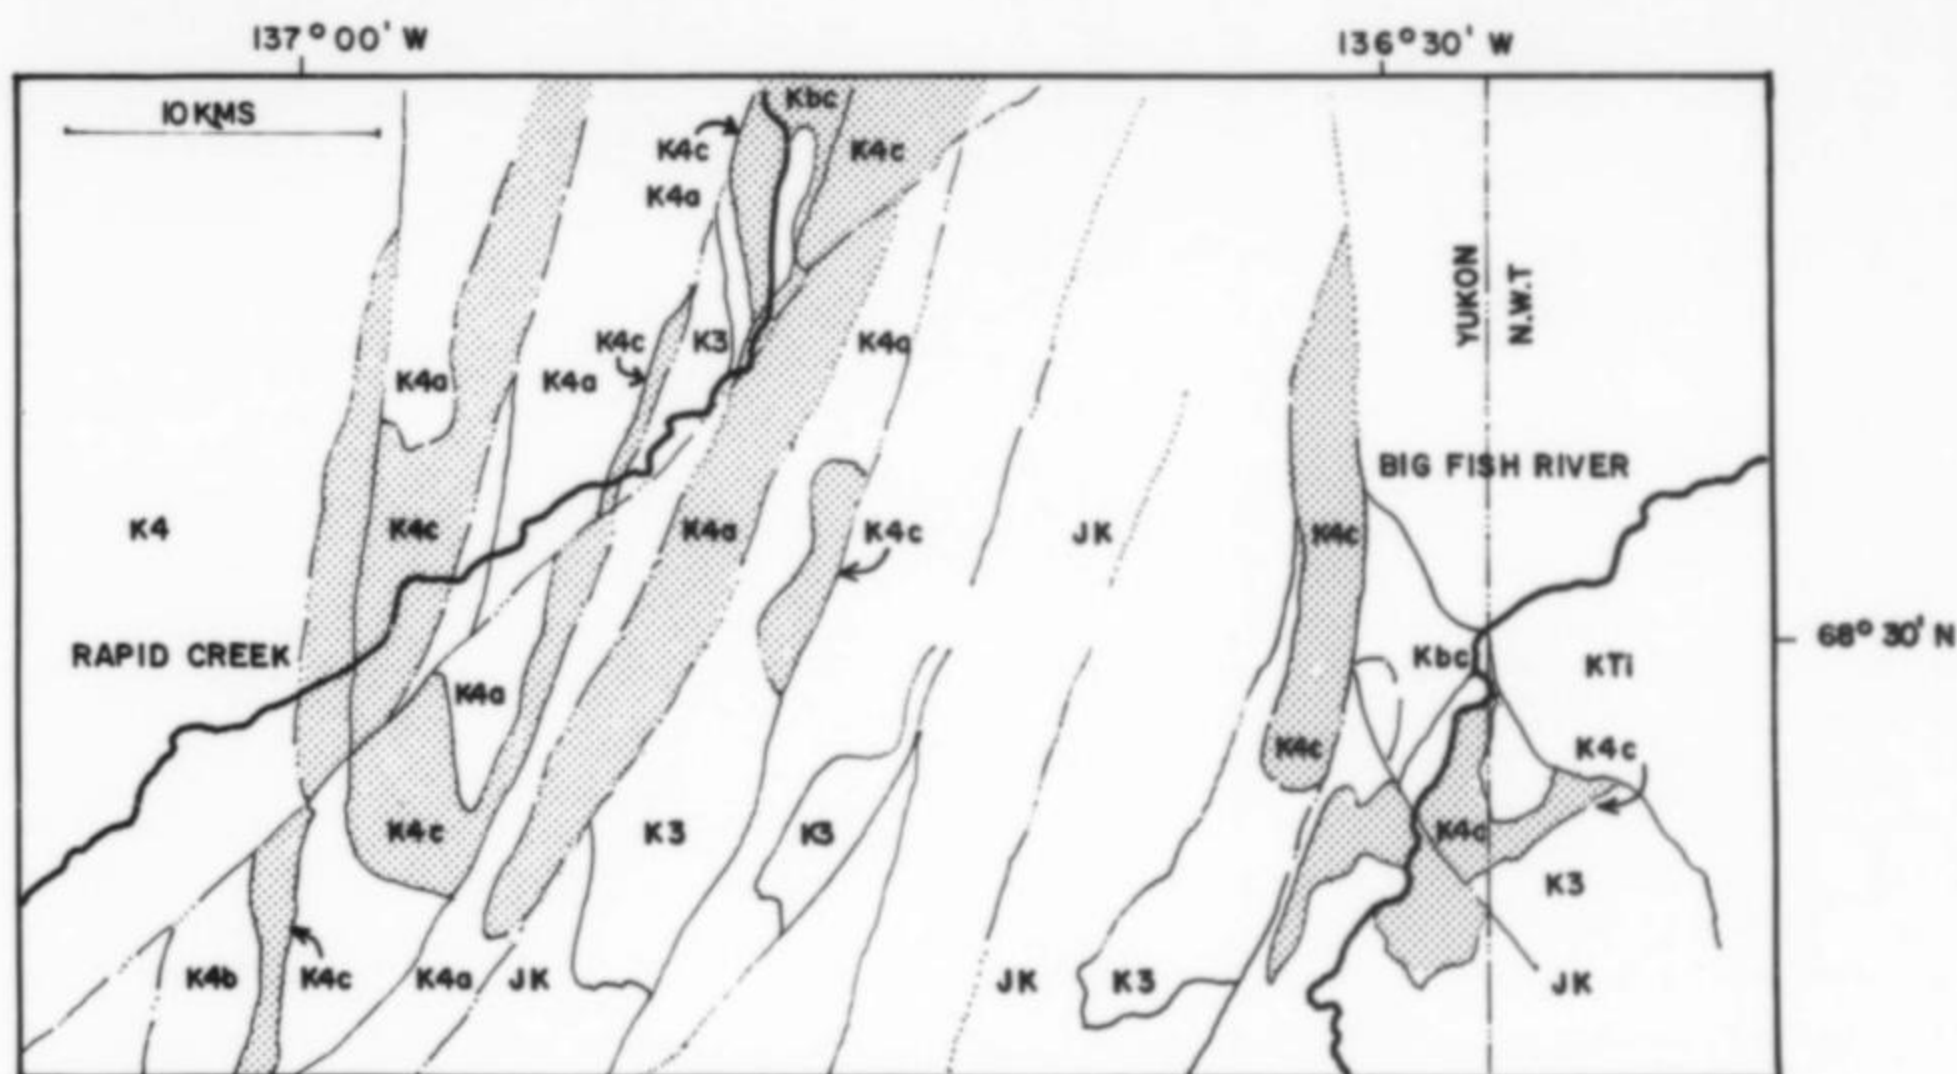 137° 00' W
136° 30' W
10 KMS
Kbc
K4c
K4c
K4a
YUKON
N.W.T
K4c
K3
K4a
K4a
K4a
BIG FISH RIVER
K4
K4c
K4a
K4c
JK
K4c
68° 30' N
RAPID CREEK
Kbc
KTi
K4a
K4c
K4c
K4c
K3
K3
K4c
K3
K4b
K4c
K4a
JK
JK
K3
JK